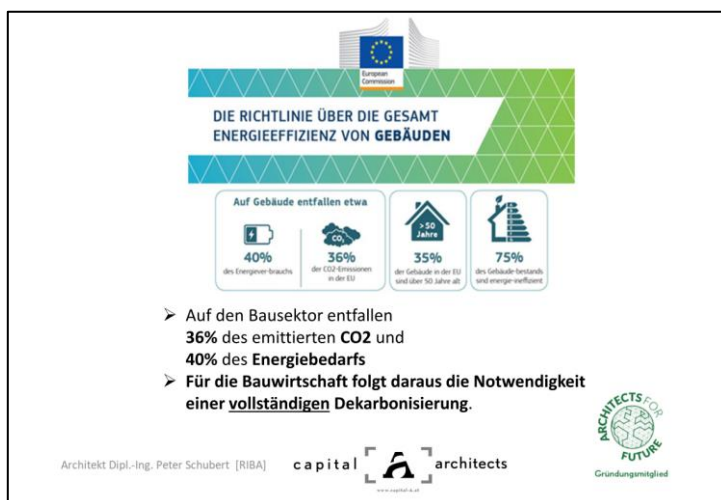 European
Commission
DIE RICHTLINIE ÜBER DIE GESAMT
ENERGIEEFFIZIENZ VON GEBÄUDEN
Auf Gebäude entfallen etwa
40%
des Energiever-brauchs
CO₂
36%
der CO2-Emissionen
in der EU
>50
Jahre
35%
der Gebäude in der EU
sind über 50 Jahre alt
75%
des Gebäude-bestands
sind energie-ineffizient
➢ Auf den Bausektor entfallen
36% des emittierten CO2 und
40% des Energiebedarfs
➢ Für die Bauwirtschaft folgt daraus die Notwendigkeit
einer vollständigen Dekarbonisierung.
Architekt Dipl.-Ing. Peter Schubert [RIBA]
capital [A] architects
www.capital-a.at
ARCHITECTS FOR
FUTURE
Gründungsmitglied